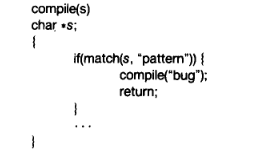 compile(s)
char *s;
{
if(match(s, "pattern")) {
compile("bug");
return;
}
...
}